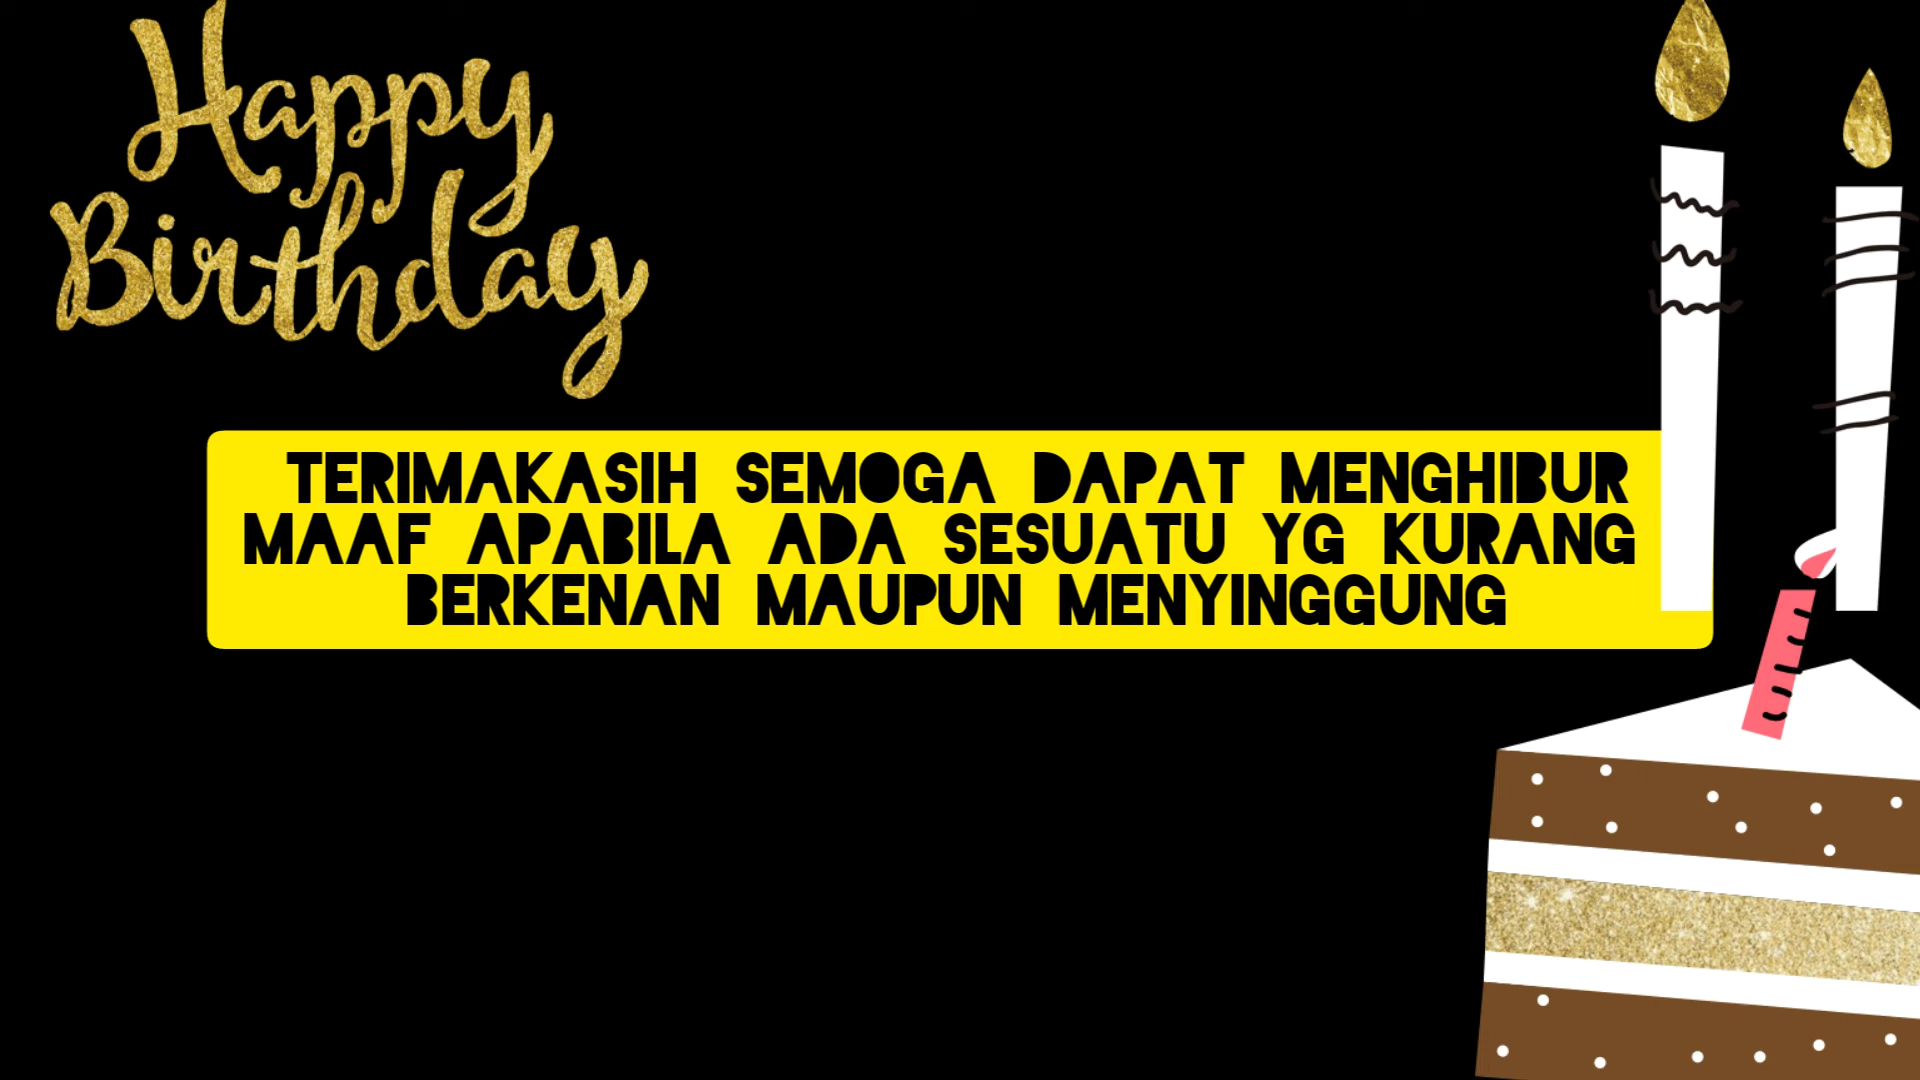 Happy
Birthday
TERIMAKASIH SEMOGA DAPAT MENGHIBUR
MAAF APABILA ADA SESUATU YG KURANG
BERKENAN MAUPUN MENYINGGUNG